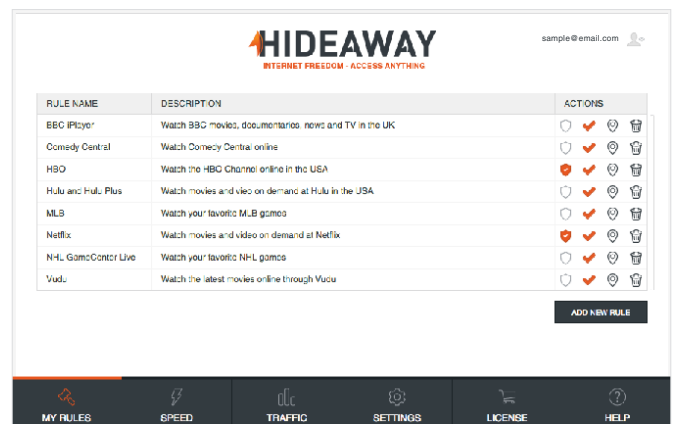 HIDEAWAY
INTERNET FREEDOM - ACCESS ANYTHING
sample@email.com
RULE NAME DESCRIPTION ACTIONS
BBC iPlayer Watch BBC movies, documentaries, news and TV in the UK
Comedy Central Watch Comedy Central online
HBO Watch the HBO Channel online in the USA
Hulu and Hulu Plus Watch movies and vieo on demand at Hulu in the USA
MLB Watch your favorite MLB games
Netflix Watch movies and video on demand at Netflix
NHL GameCenter Live Watch your favorite NHL games
Vudu Watch the latest movies online through Vudu
ADD NEW RULE
MY RULES SPEED TRAFFIC SETTINGS LICENSE HELP